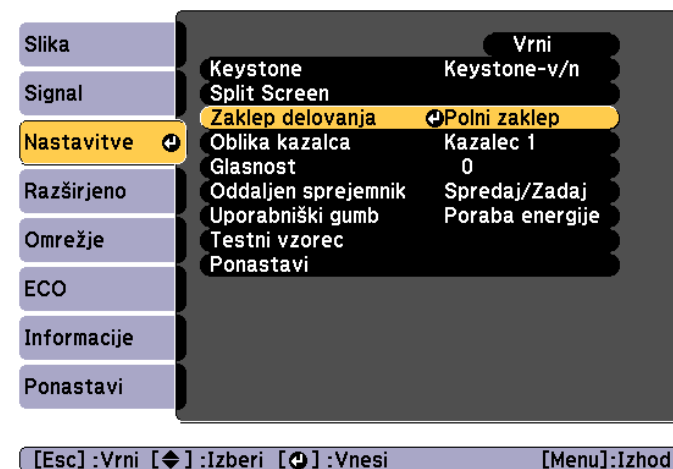 Slika
Signal
Nastavitve
Razširjeno
Omrežje
ECO
Informacije
Ponastavi
Vrni
Keystone Keystone-v/n
Split Screen
Zaklep delovanja Polni zaklep
Oblika kazalca Kazalec 1
Glasnost 0
Oddaljen sprejemnik Spredaj/Zadaj
Uporabniški gumb Poraba energije
Testni vzorec
Ponastavi
[Esc] :Vrni [◆] :Izberi [⏎] :Vnesi [Menu]:Izhod